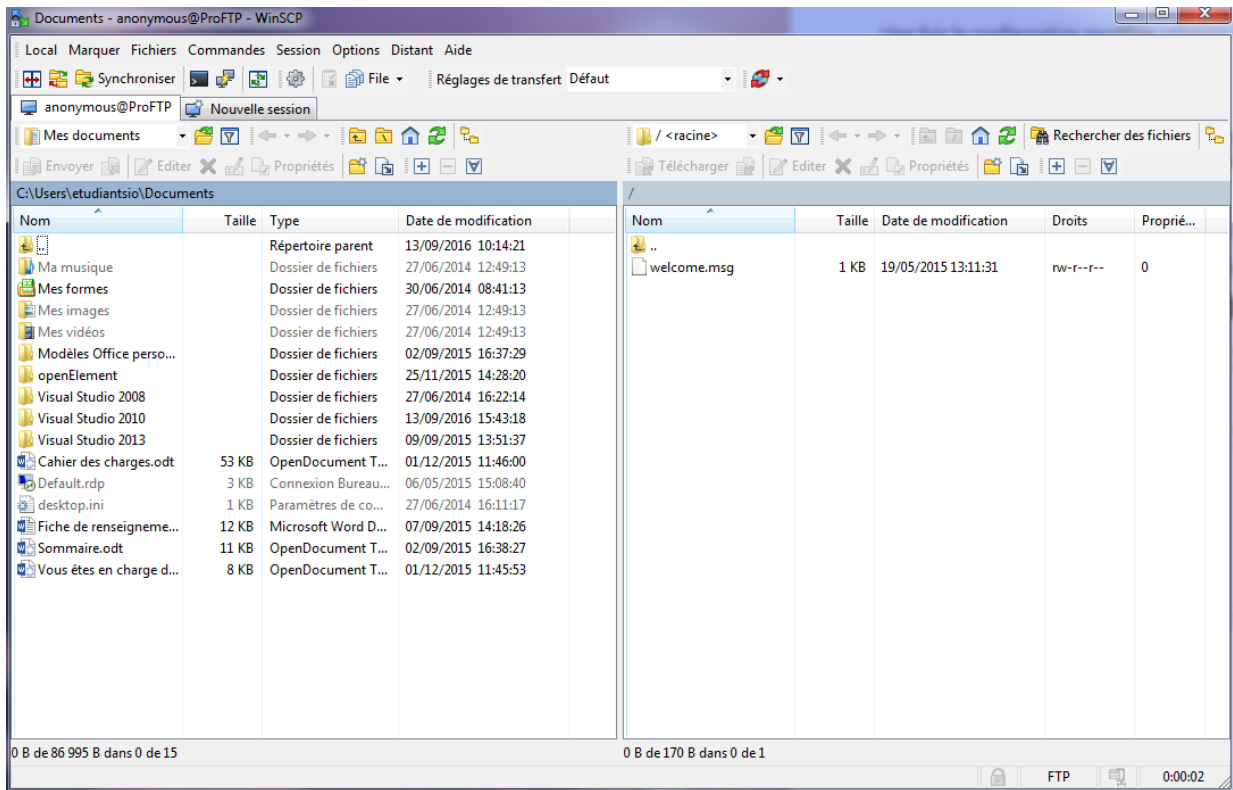 Documents - anonymous@ProFTP - WinSCP
Local Marquer Fichiers Commandes Session Options Distant Aide
Synchroniser File Réglages de transfert Défaut
anonymous@ProFTP Nouvelle session
Mes documents / <racine> Rechercher des fichiers
Envoyer Editer Propriétés Télécharger Editer Propriétés
C:\Users\etudiantsio\Documents /
Nom Taille Type Date de modification Nom Taille Date de modification Droits Proprié...
.. Répertoire parent 13/09/2016 10:14:21 ..
Ma musique Dossier de fichiers 27/06/2014 12:49:13 welcome.msg 1 KB 19/05/2015 13:11:31 rw-r--r-- 0
Mes formes Dossier de fichiers 30/06/2014 08:41:13
Mes images Dossier de fichiers 27/06/2014 12:49:13
Mes vidéos Dossier de fichiers 27/06/2014 12:49:13
Modèles Office perso... Dossier de fichiers 02/09/2015 16:37:29
openElement Dossier de fichiers 25/11/2015 14:28:20
Visual Studio 2008 Dossier de fichiers 27/06/2014 16:22:14
Visual Studio 2010 Dossier de fichiers 13/09/2016 15:43:18
Visual Studio 2013 Dossier de fichiers 09/09/2015 13:51:37
Cahier des charges.odt 53 KB OpenDocument T... 01/12/2015 11:46:00
Default.rdp 3 KB Connexion Bureau... 06/05/2015 15:08:40
desktop.ini 1 KB Paramètres de co... 27/06/2014 16:11:17
Fiche de renseigneme... 12 KB Microsoft Word D... 07/09/2015 14:18:26
Sommaire.odt 11 KB OpenDocument T... 02/09/2015 16:38:27
Vous êtes en charge d... 8 KB OpenDocument T... 01/12/2015 11:45:53
0 B de 86 995 B dans 0 de 15 0 B de 170 B dans 0 de 1
FTP 0:00:02